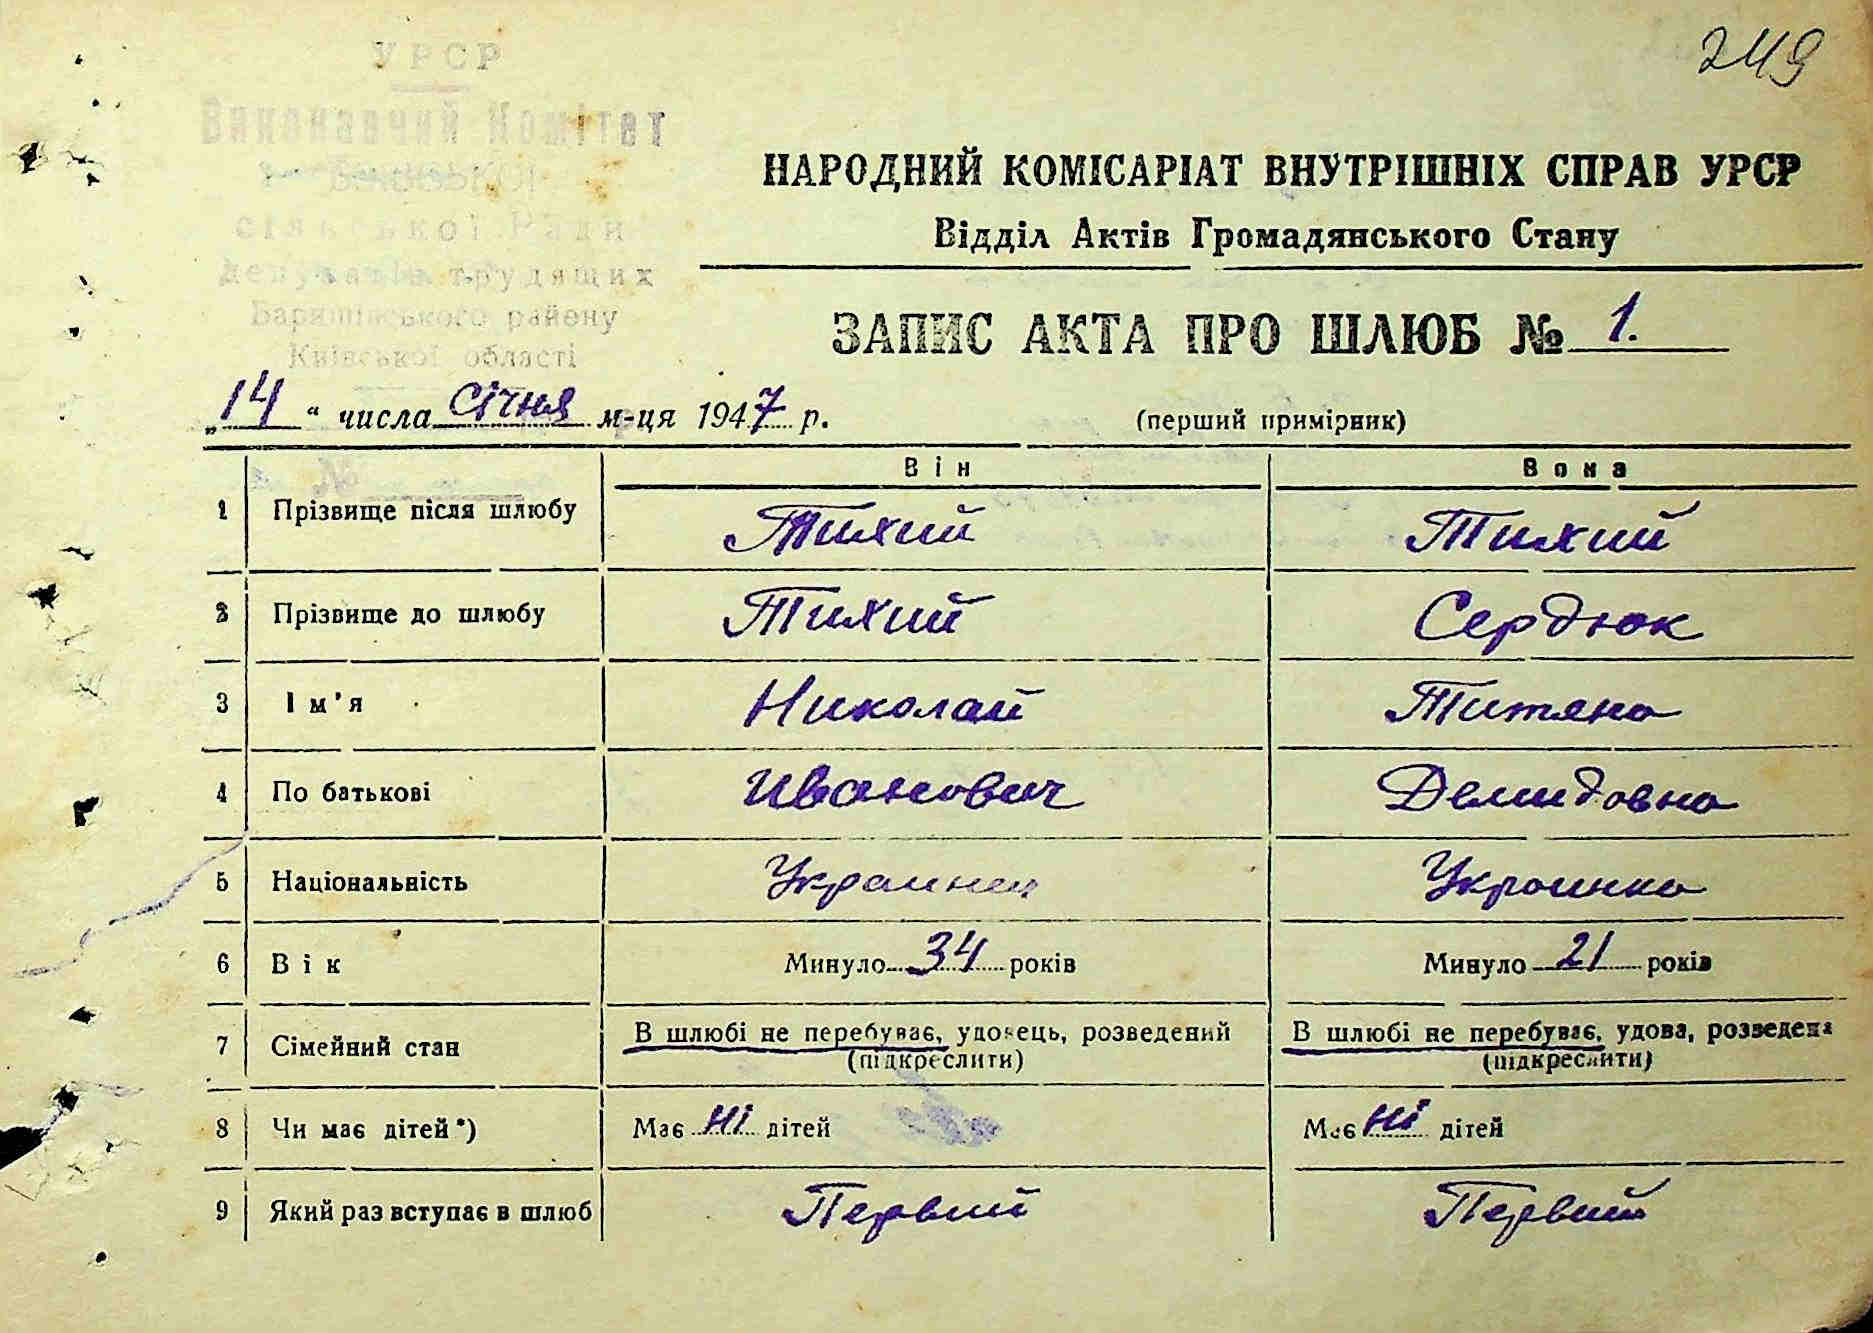 249
УРСР
Виконавчий Комітет
сільської Ради
депутатів трудящих
Баришівського району
Київської області
НАРОДНИЙ КОМІСАРІАТ ВНУТРІШНІХ СПРАВ УРСР
Відділ Актів Громадянського Стану
ЗАПИС АКТА ПРО ШЛЮБ № 1.
„14“ числа січня м-ця 1947 р. (перший примірник)
Він Вона
1 Прізвище після шлюбу Тихий Тихий
2 Прізвище до шлюбу Тихий Сердюк
3 Ім'я Николай Титяна
4 По батькові Иванович Демидовна
5 Національність Украинец Украинка
6 Вік Минуло 34 років Минуло 21 років
7 Сімейний стан В шлюбі не перебуває, удовець, розведений (підкреслити) В шлюбі не перебуває, удова, розведена (підкреслити)
8 Чи має дітей*) Має ні дітей Має ні дітей
9 Який раз вступає в шлюб Первий Первий